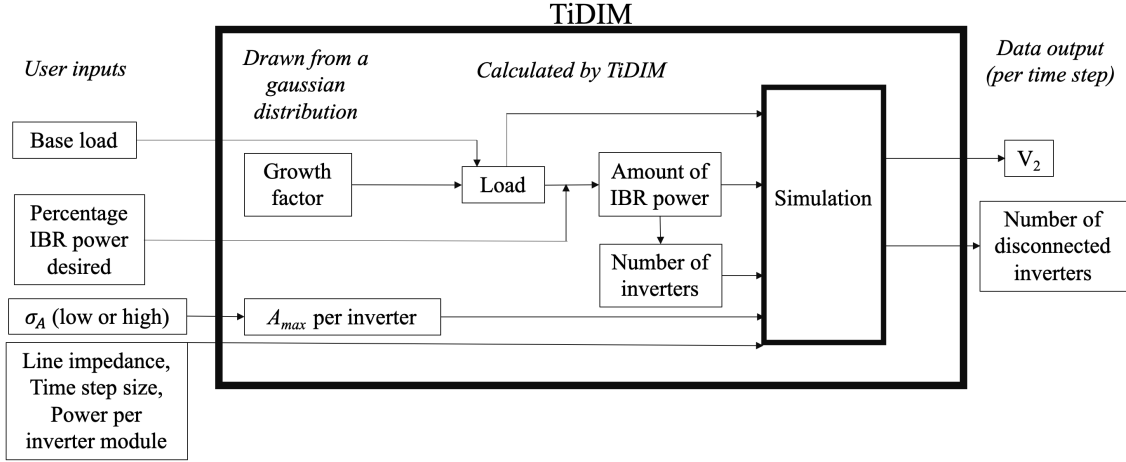 TiDIM
User inputs
Drawn from a
gaussian
distribution
Calculated by TiDIM
Data output
(per time step)
Base load
Growth
factor
Load
Amount of
IBR power
Simulation
V₂
Percentage
IBR power
desired
Number of
inverters
Number of
disconnected
inverters
σ_A (low or high)
A_max per inverter
Line impedance,
Time step size,
Power per
inverter module